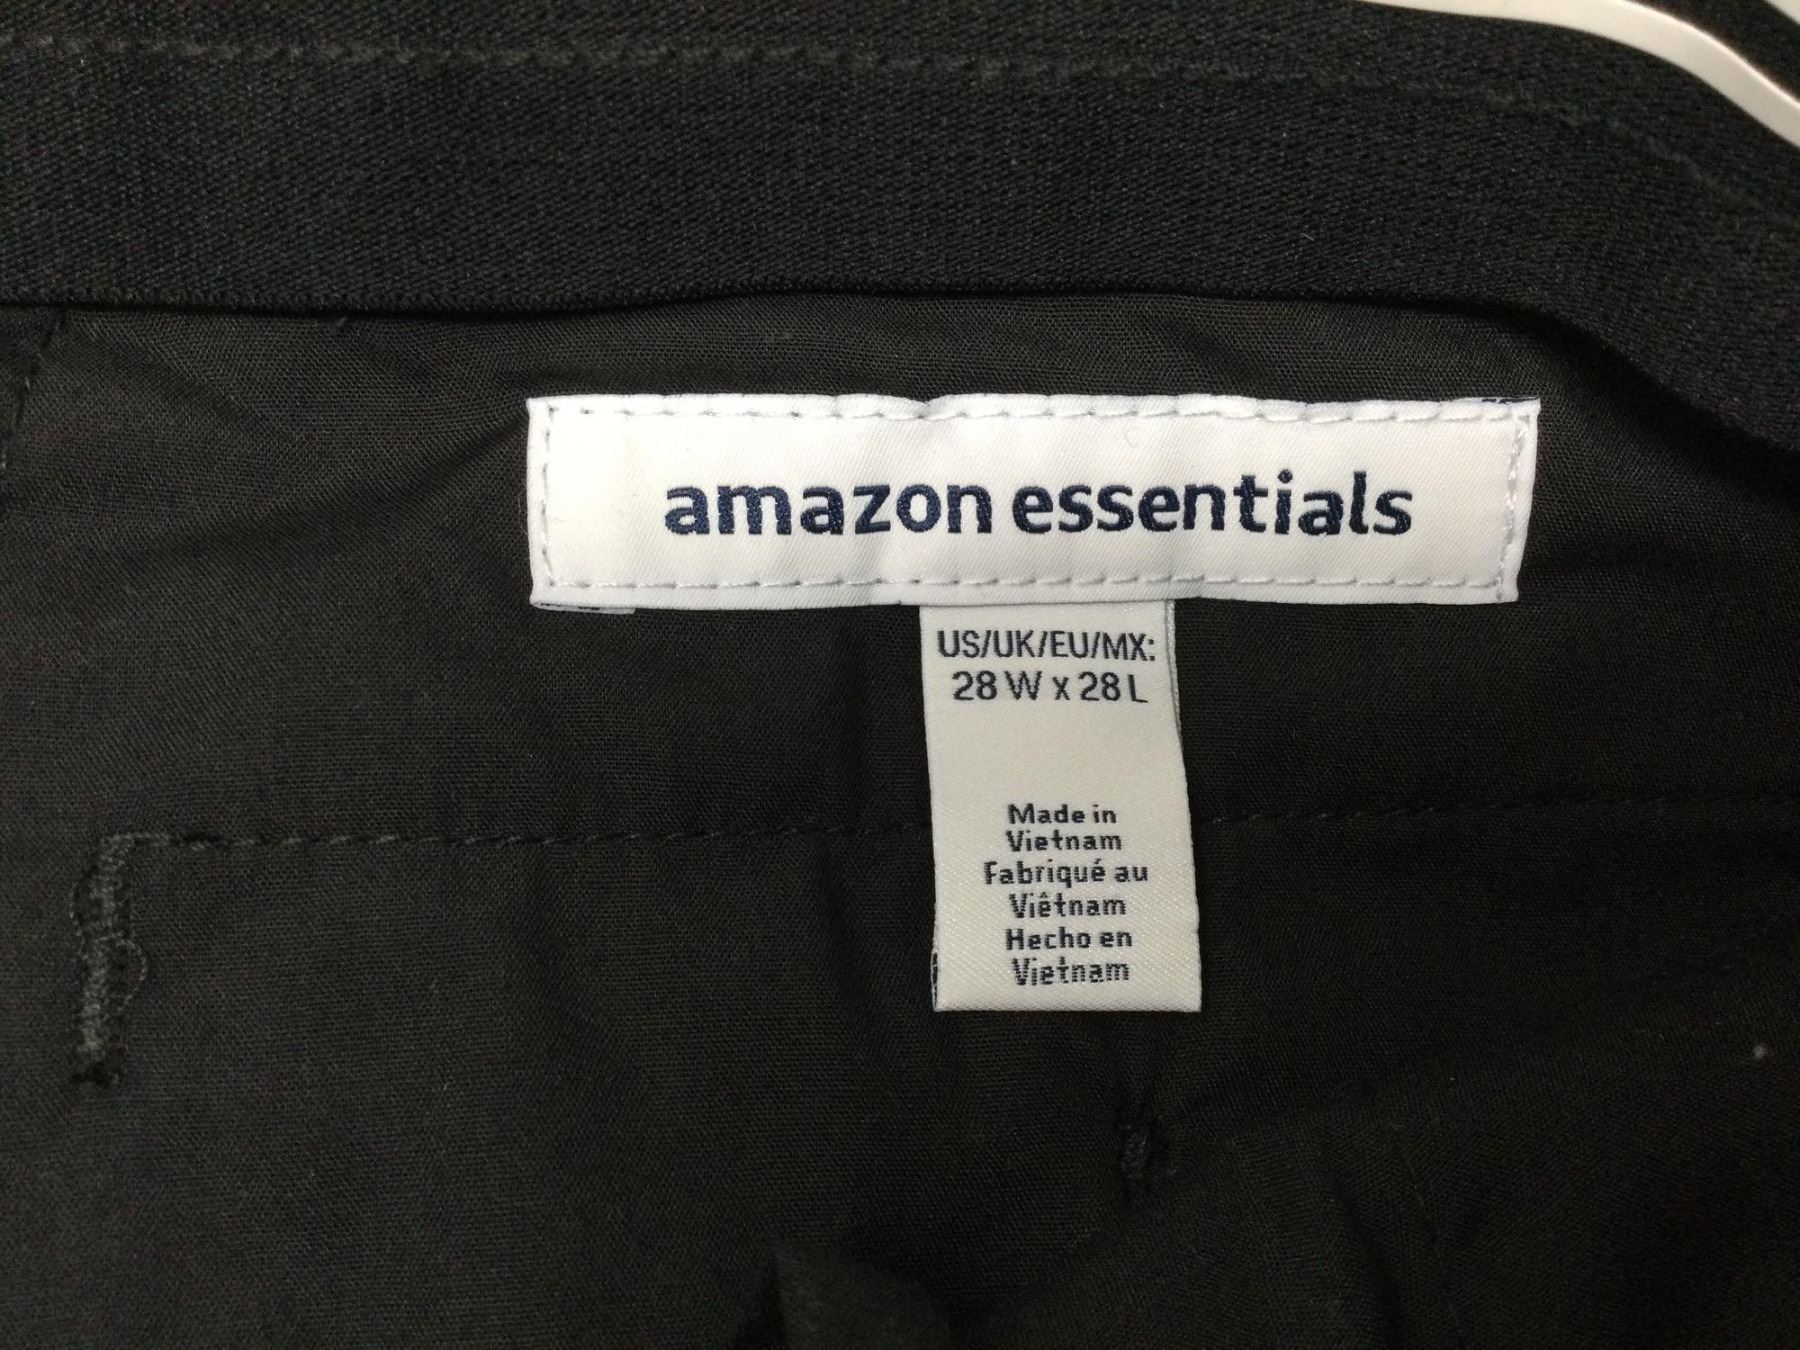 amazon essentials
US/UK/EU/MX:
28 W x 28 L
Made in
Vietnam
Fabriqué au
Viêtnam
Hecho en
Vietnam